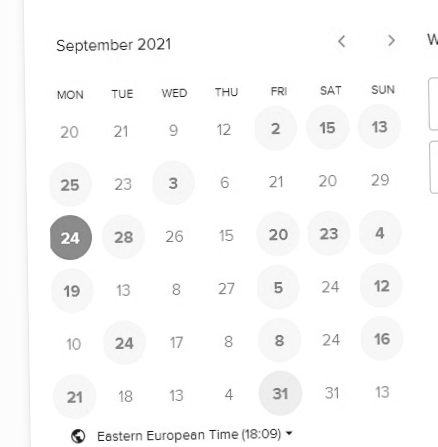 September 2021
MON TUE WED THU FRI SAT SUN
20 21 9 12 2 15 13
25 23 3 6 21 20 29
24 28 26 15 20 23 4
19 13 8 27 5 24 12
10 24 17 8 8 24 16
21 18 13 4 31 31 13
Eastern European Time (18:09)